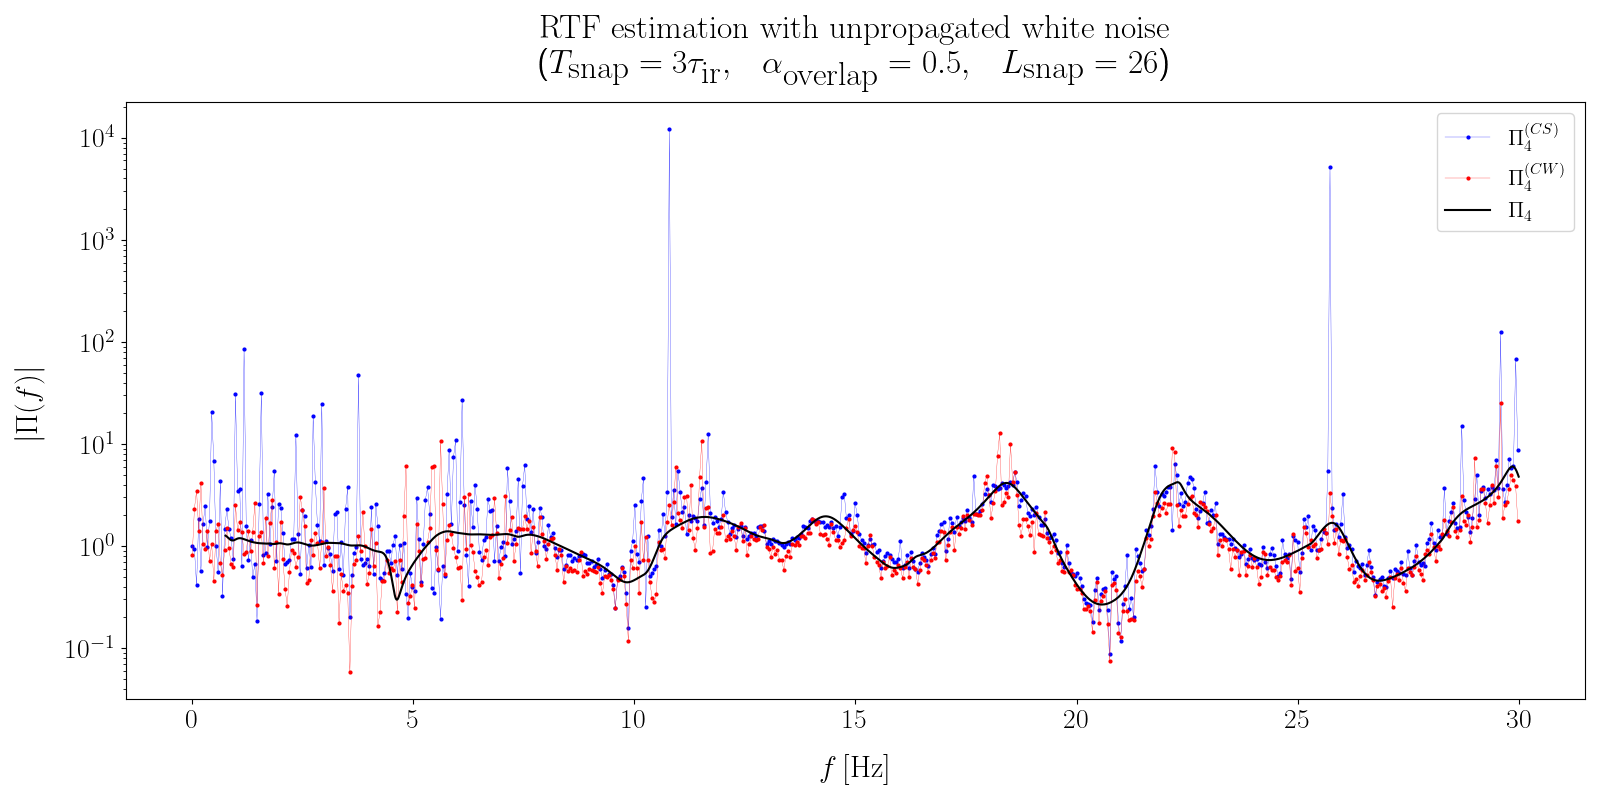 RTF estimation with unpropagated white noise
(T_snap = 3τ_ir,   α_overlap = 0.5,   L_snap = 26)
10^4
10^3
10^2
10^1
10^0
10^−1
|Π(f)|
Π_4^(CS)
Π_4^(CW)
Π_4
0 5 10 15 20 25 30
f [Hz]